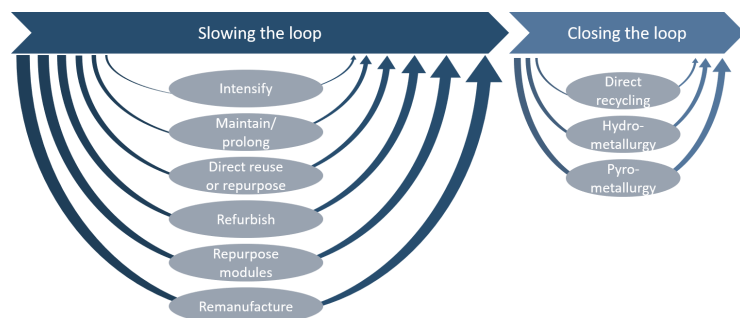 Slowing the loop
Closing the loop
Intensify
Maintain/
prolong
Direct reuse
or repurpose
Refurbish
Repurpose
modules
Remanufacture
Direct
recycling
Hydro-
metallurgy
Pyro-
metallurgy